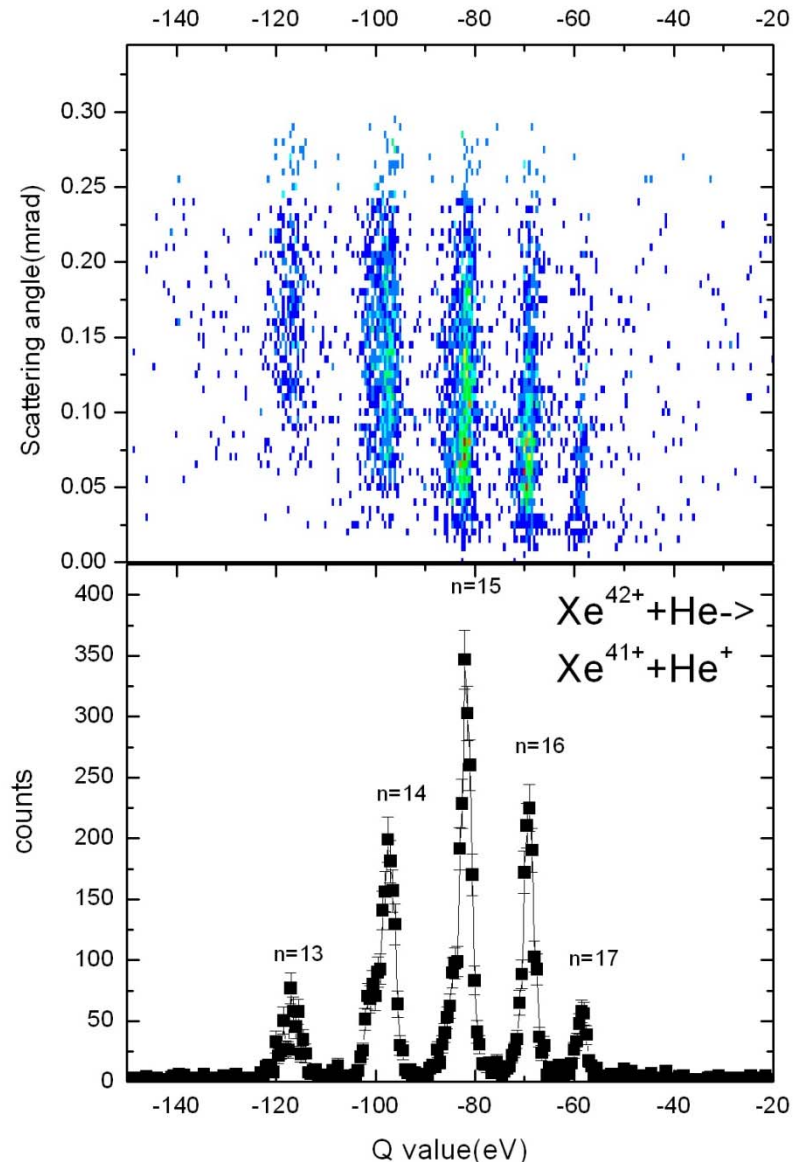 -140 -120 -100 -80 -60 -40 -20
0.30
0.25
0.20
0.15
0.10
0.05
0.00
Scattering angle(mrad)
400
350
300
250
200
150
100
50
0
counts
n=15
Xe⁴²⁺+He->
Xe⁴¹⁺+He⁺
n=16
n=14
n=13
n=17
-140 -120 -100 -80 -60 -40 -20
Q value(eV)